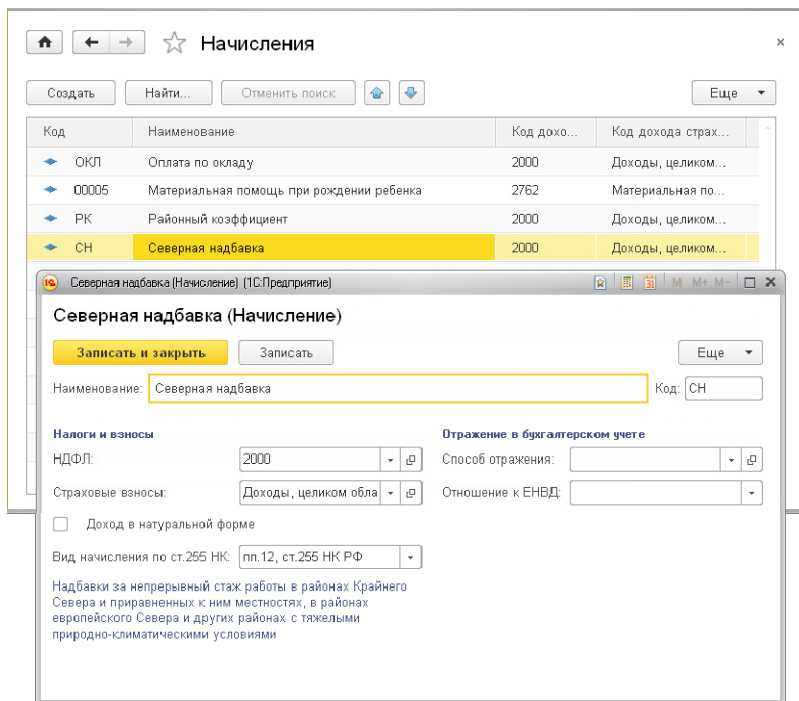 Начисления
Создать Найти... Отменить поиск Еще
Код Наименование Код дохо... Код дохода страх...
ОКЛ Оплата по окладу 2000 Доходы, целиком...
00005 Материальная помощь при рождении ребенка 2762 Материальная по...
РК Районный коэффициент 2000 Доходы, целиком...
СН Северная надбавка 2000 Доходы, целиком...
1С Северная надбавка (Начисление) (1С:Предприятие) 31 M M+ M-
Северная надбавка (Начисление)
Записать и закрыть Записать Еще
Наименование: Северная надбавка Код: СН
Налоги и взносы Отражение в бухгалтерском учете
НДФЛ: 2000 Способ отражения:
Страховые взносы: Доходы, целиком обла Отношение к ЕНВД:
Доход в натуральной форме
Вид начисления по ст.255 НК: пп.12, ст.255 НК РФ
Надбавки за непрерывный стаж работы в районах Крайнего
Севера и приравненных к ним местностях, в районах
европейского Севера и других районах с тяжелыми
природно-климатическими условиями